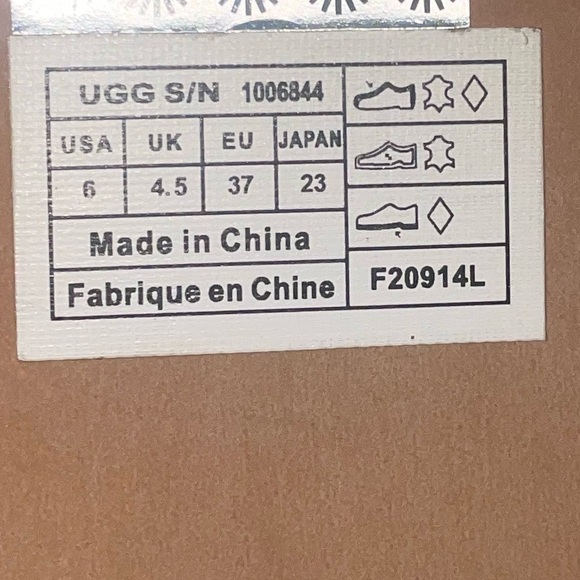 UGG S/N 1006844
USA UK EU JAPAN
6 4.5 37 23
Made in China
Fabrique en Chine
F20914L